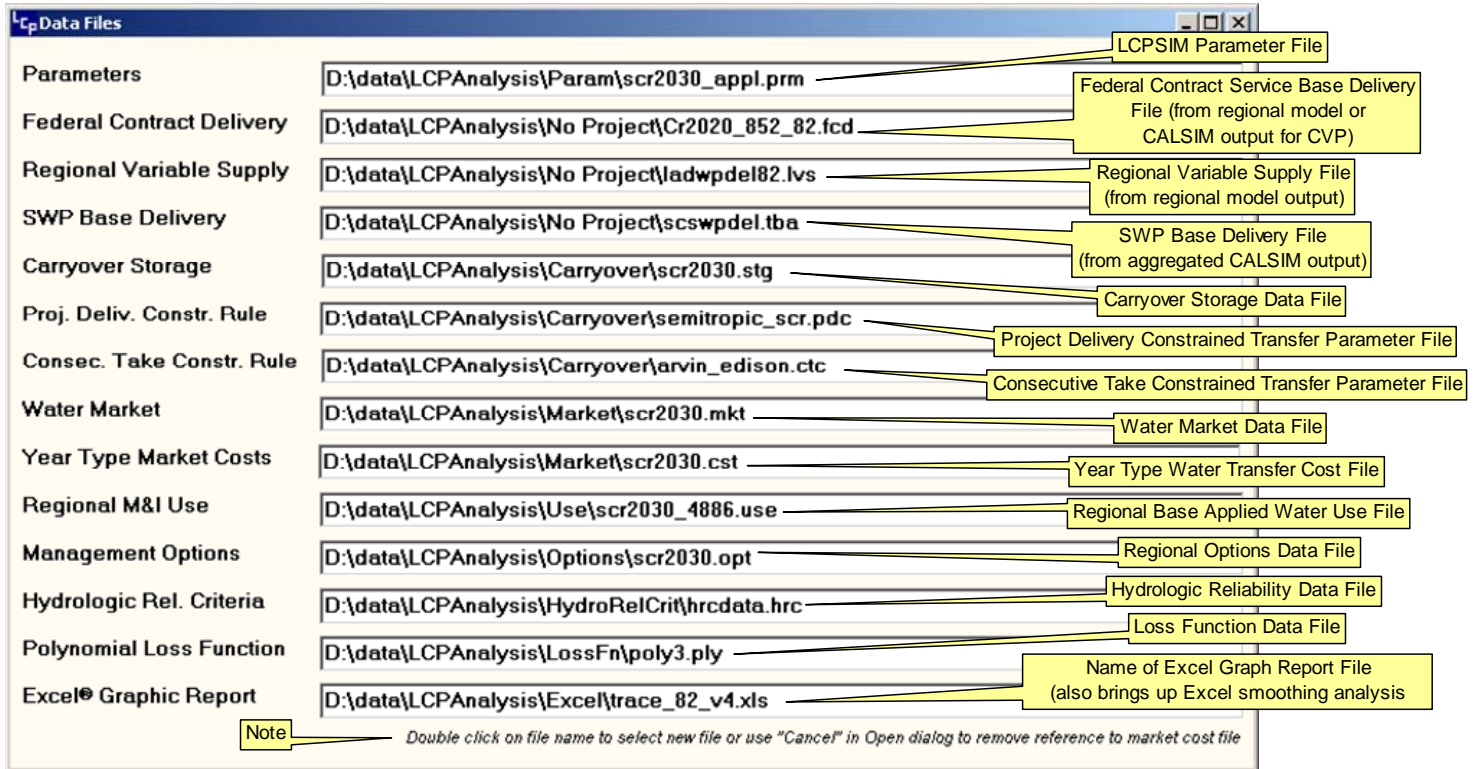 LCP Data Files
LCPSIM Parameter File
Parameters
D:\data\LCPAnalysis\Param\scr2030_appl.prm
Federal Contract Service Base Delivery
File (from regional model or
CALSIM output for CVP)
Federal Contract Delivery
D:\data\LCPAnalysis\No Project\Cr2020_852_82.fcd
Regional Variable Supply
D:\data\LCPAnalysis\No Project\ladwpdel82.lvs
Regional Variable Supply File
(from regional model output)
SWP Base Delivery
D:\data\LCPAnalysis\No Project\scswpdel.tba
SWP Base Delivery File
(from aggregated CALSIM output)
Carryover Storage
D:\data\LCPAnalysis\Carryover\scr2030.stg
Carryover Storage Data File
Proj. Deliv. Constr. Rule
D:\data\LCPAnalysis\Carryover\semitropic_scr.pdc
Project Delivery Constrained Transfer Parameter File
Consec. Take Constr. Rule
D:\data\LCPAnalysis\Carryover\arvin_edison.ctc
Consecutive Take Constrained Transfer Parameter File
Water Market
D:\data\LCPAnalysis\Market\scr2030.mkt
Water Market Data File
Year Type Market Costs
D:\data\LCPAnalysis\Market\scr2030.cst
Year Type Water Transfer Cost File
Regional M&I Use
D:\data\LCPAnalysis\Use\scr2030_4886.use
Regional Base Applied Water Use File
Management Options
D:\data\LCPAnalysis\Options\scr2030.opt
Regional Options Data File
Hydrologic Rel. Criteria
D:\data\LCPAnalysis\HydroRelCrit\hrcdata.hrc
Hydrologic Reliability Data File
Polynomial Loss Function
D:\data\LCPAnalysis\LossFn\poly3.ply
Loss Function Data File
Excel® Graphic Report
D:\data\LCPAnalysis\Excel\trace_82_v4.xls
Name of Excel Graph Report File
(also brings up Excel smoothing analysis
Note
Double click on file name to select new file or use "Cancel" in Open dialog to remove reference to market cost file